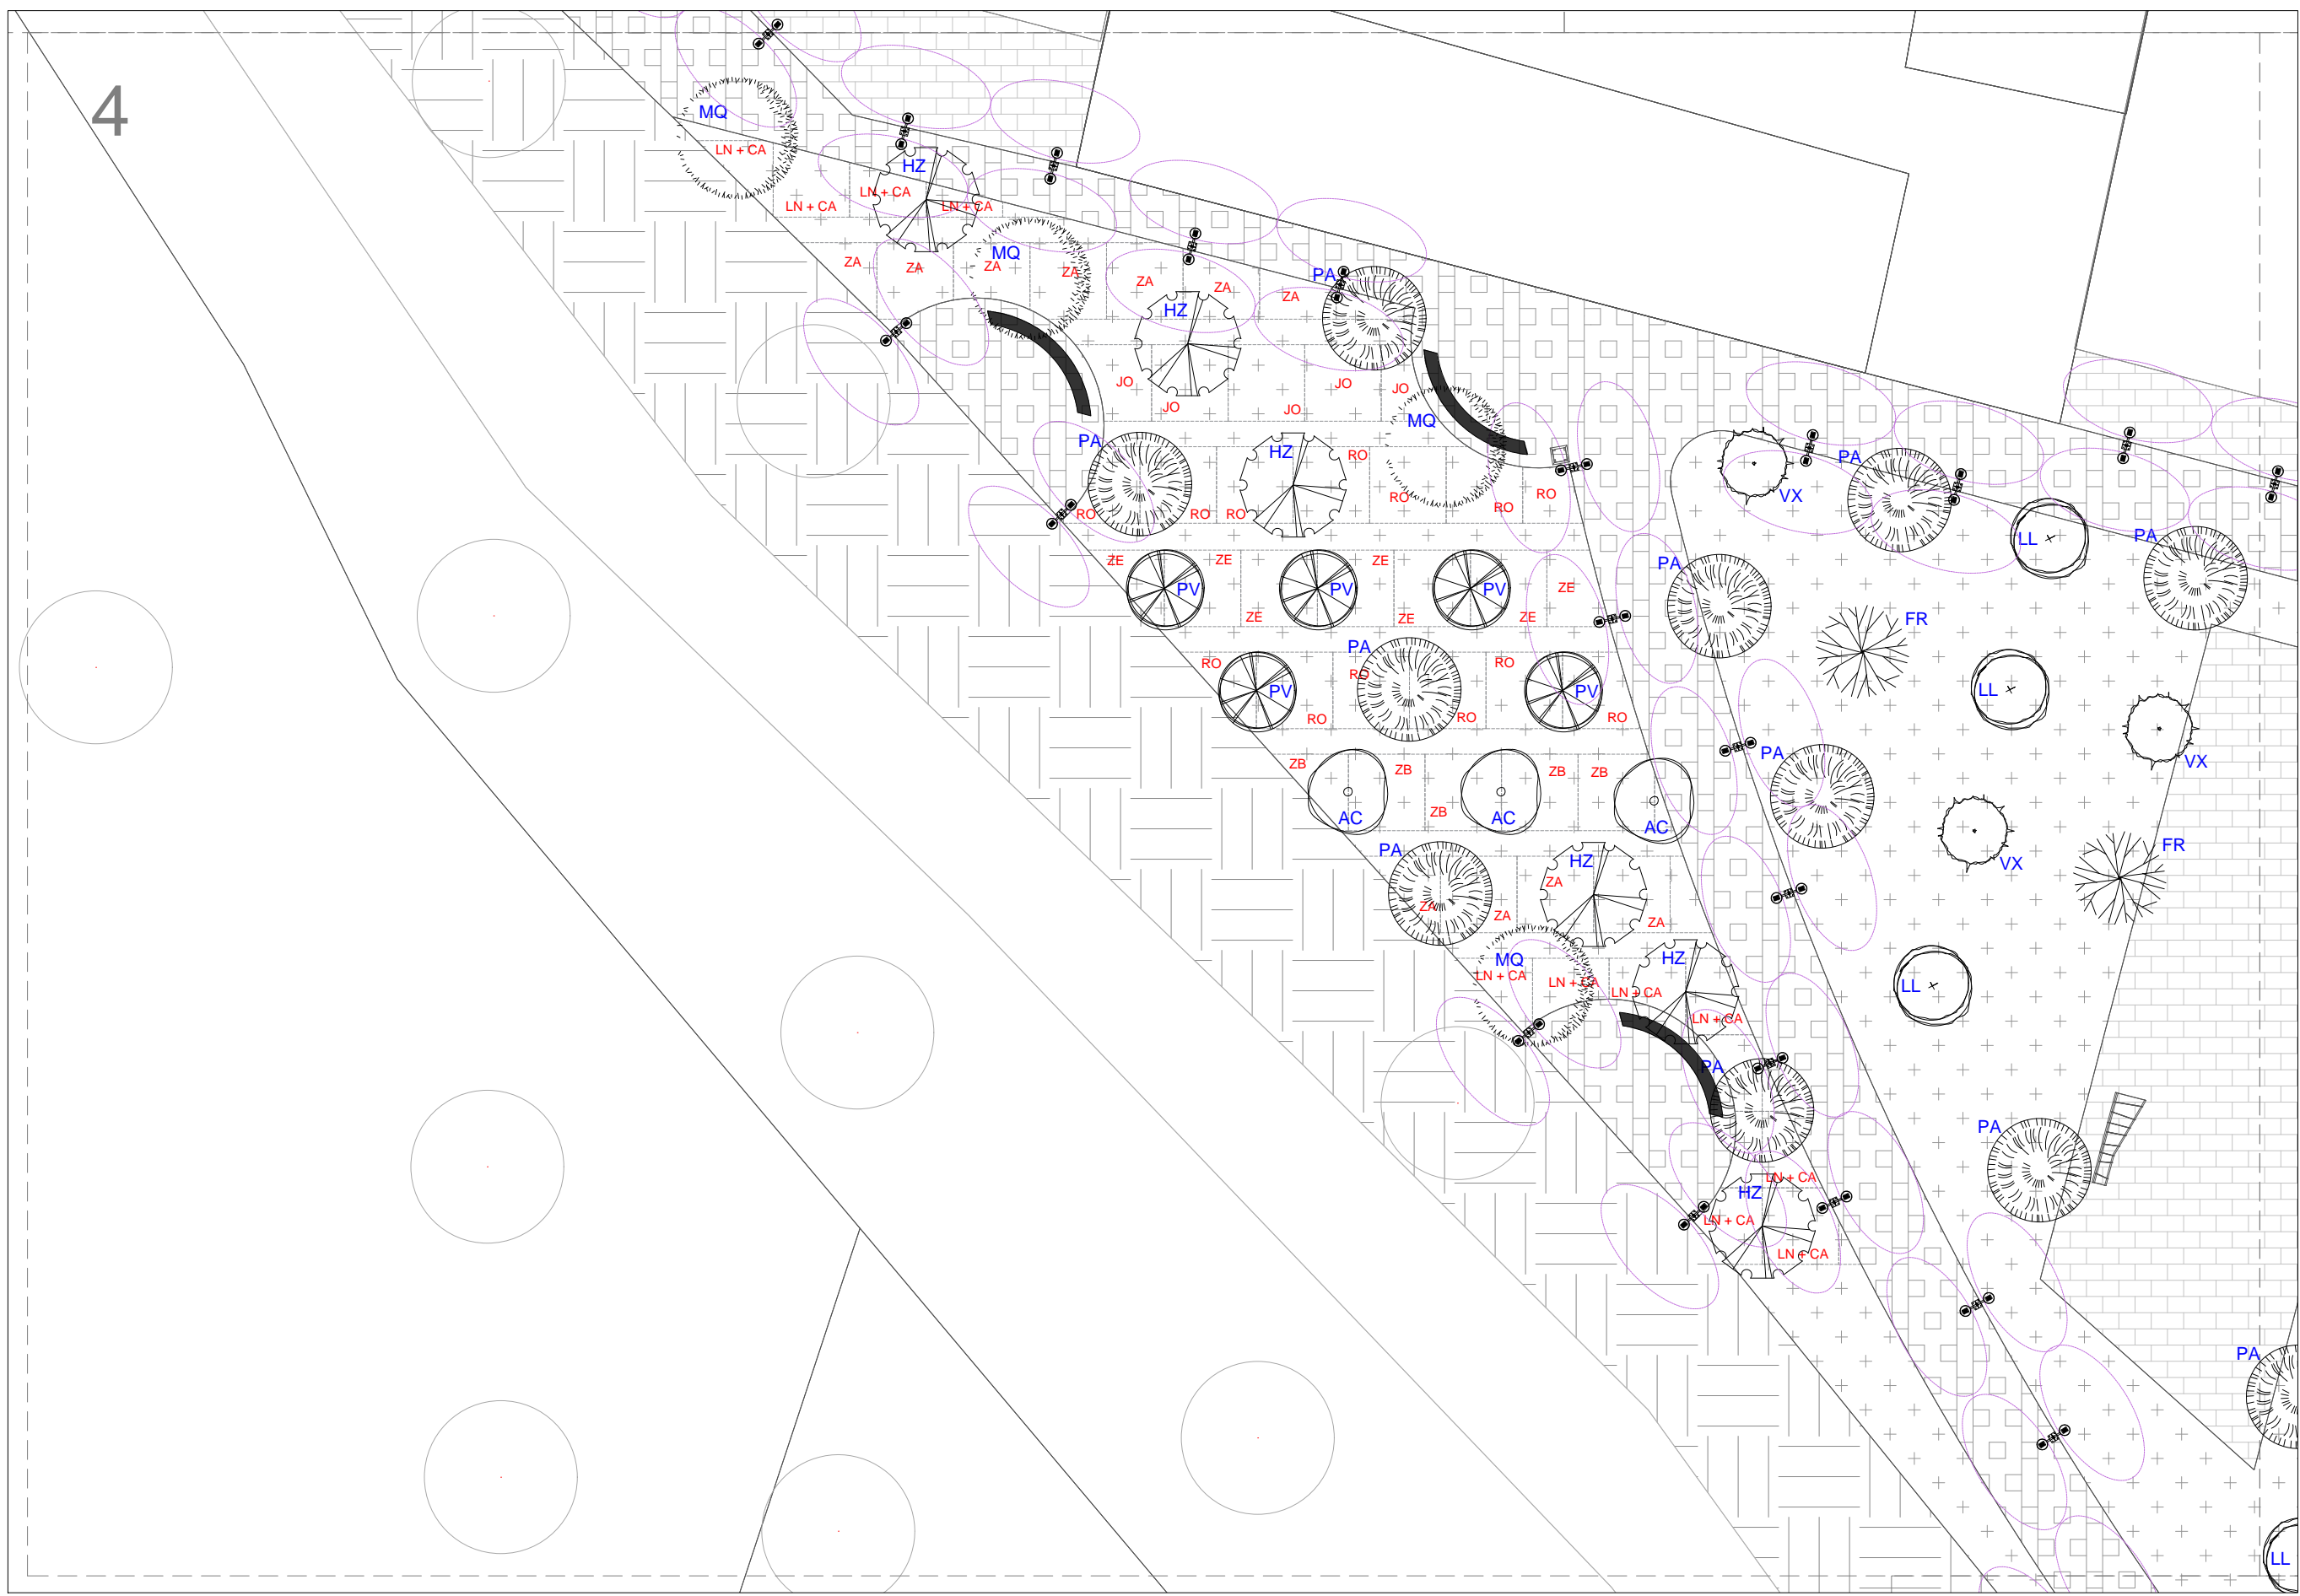 4
MQ
LN + CA
HZ
LN + CA
LN + CA
LN + CA
MQ
ZA
ZA
ZA
ZA
ZA
ZA
ZA
PA
HZ
JO
JO
JO
JO
JO
MQ
PA
HZ
RO
RO
RO
RO
RO
RO
RO
VX
PA
LL
PA
ZE
PV
ZE
ZE
PV
ZE
ZE
PV
ZE
ZE
PA
FR
RO
PV
RO
PA
RO
RO
RO
PV
RO
LL
VX
PA
ZB
ZB
ZB
ZB
ZB
AC
AC
AC
VX
FR
PA
HZ
ZA
ZA
ZA
ZA
MQ
HZ
LN + CA
LN + CA
LN + CA
LN + CA
LL
PA
PA
LN + CA
HZ
LN + CA
LN + CA
PA
LL